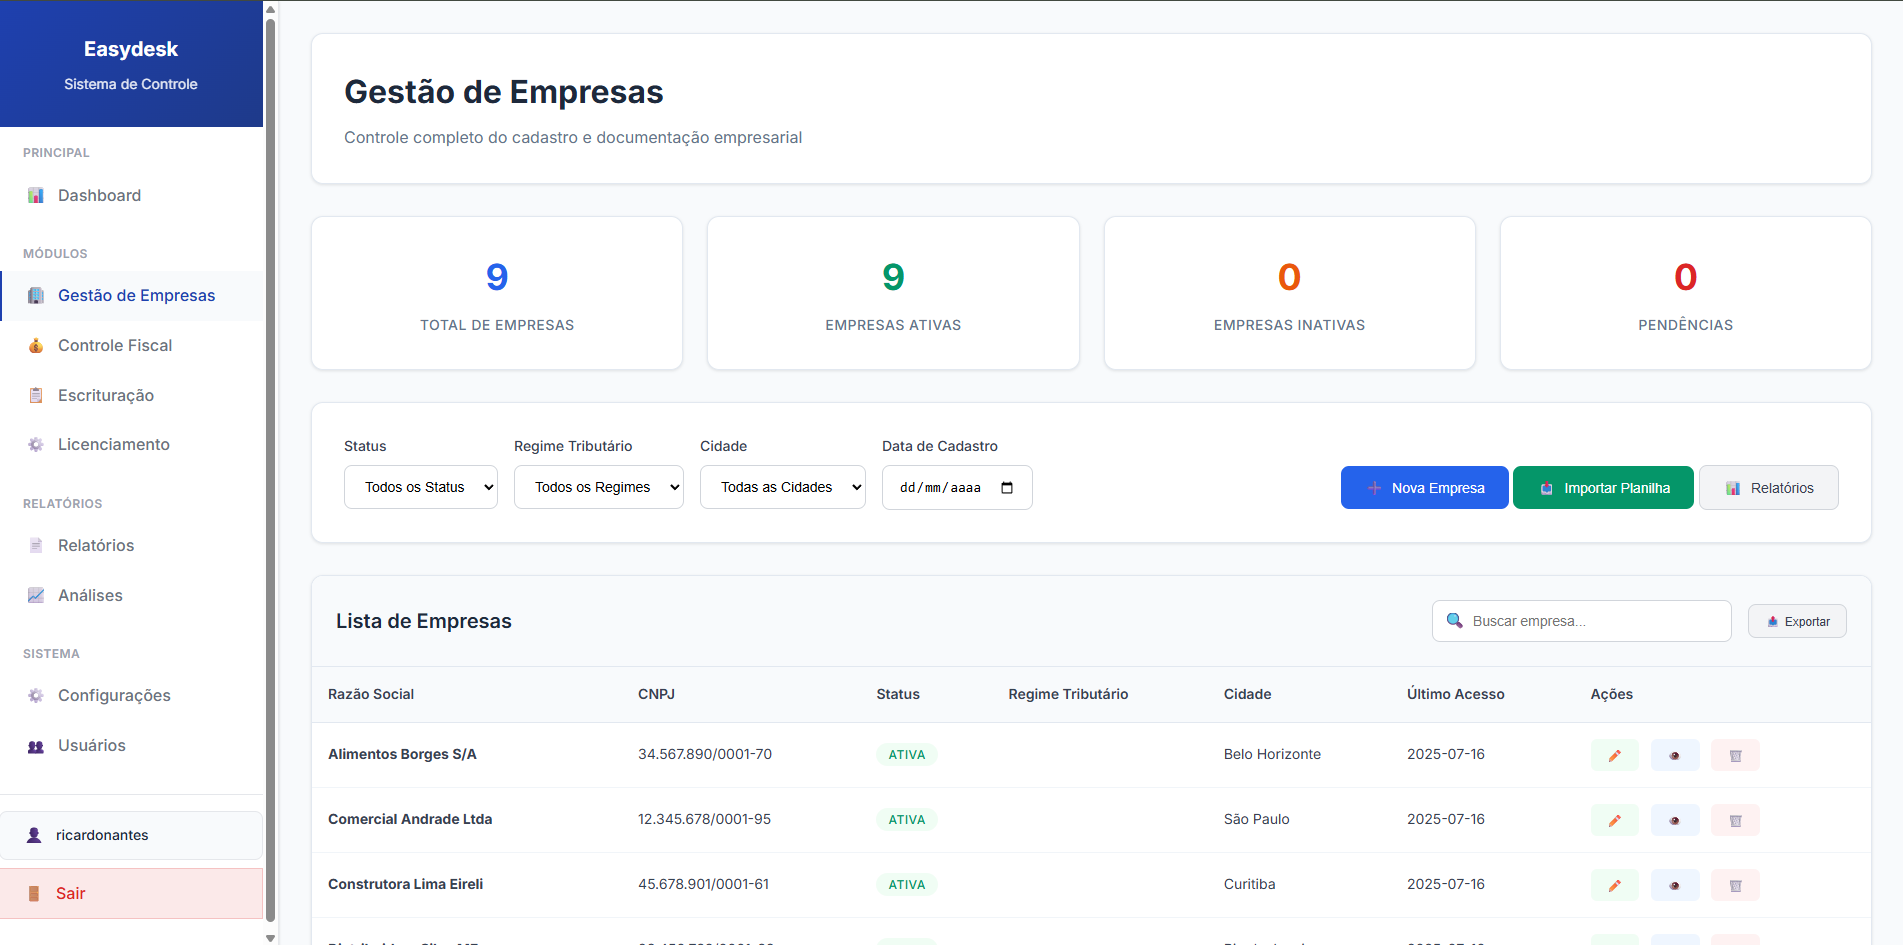 Easydesk
Sistema de Controle
PRINCIPAL
Dashboard
MÓDULOS
Gestão de Empresas
Controle Fiscal
Escrituração
Licenciamento
RELATÓRIOS
Relatórios
Análises
SISTEMA
Configurações
Usuários
ricardonantes
Sair
Gestão de Empresas
Controle completo do cadastro e documentação empresarial
9
TOTAL DE EMPRESAS
9
EMPRESAS ATIVAS
0
EMPRESAS INATIVAS
0
PENDÊNCIAS
Status Regime Tributário Cidade Data de Cadastro
Todos os Status Todos os Regimes Todas as Cidades dd/mm/aaaa Nova Empresa Importar Planilha Relatórios
Lista de Empresas Buscar empresa... Exportar
Razão Social CNPJ Status Regime Tributário Cidade Último Acesso Ações
Alimentos Borges S/A 34.567.890/0001-70 ATIVA Belo Horizonte 2025-07-16
Comercial Andrade Ltda 12.345.678/0001-95 ATIVA São Paulo 2025-07-16
Construtora Lima Eireli 45.678.901/0001-61 ATIVA Curitiba 2025-07-16